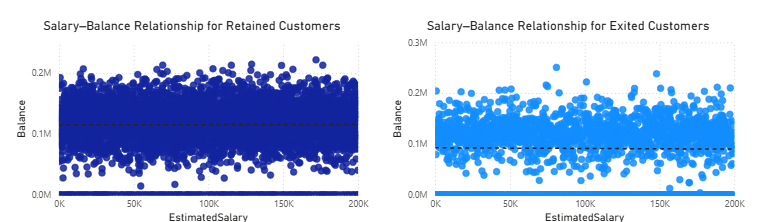 Salary–Balance Relationship for Retained Customers
0.2M
0.1M
0.0M
Balance
0K
50K
100K
150K
200K
EstimatedSalary
Salary–Balance Relationship for Exited Customers
0.3M
0.2M
0.1M
0.0M
Balance
0K
50K
100K
150K
200K
EstimatedSalary